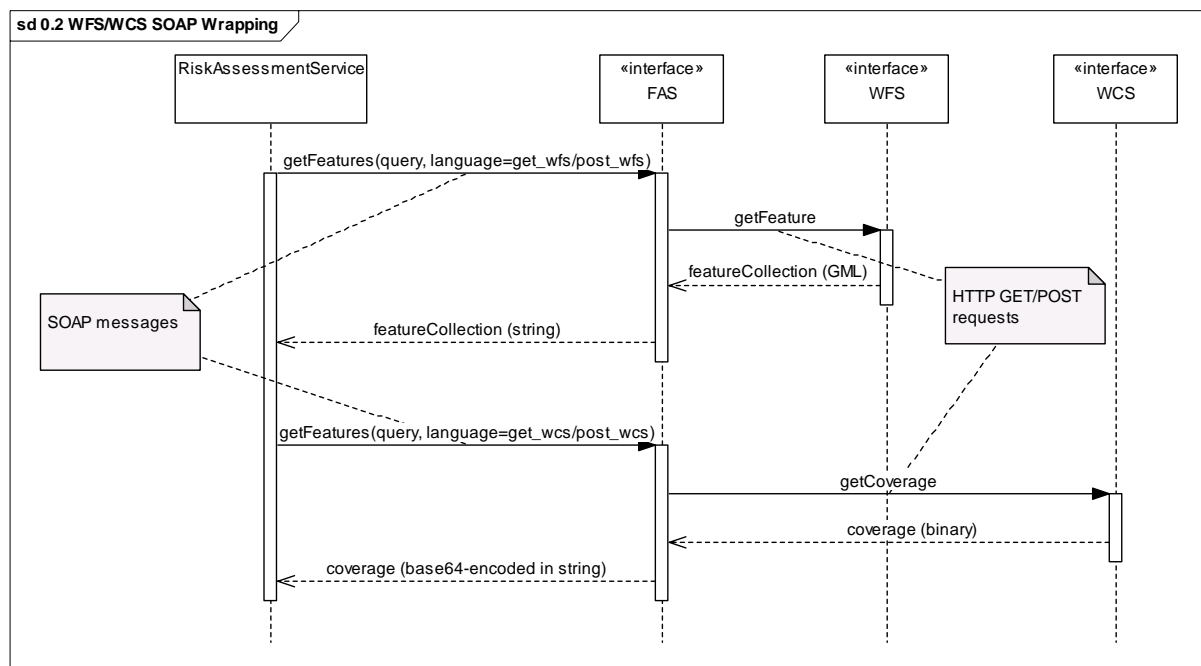 sd 0.2 WFS/WCS SOAP Wrapping
RiskAssessmentService
«interface»
FAS
«interface»
WFS
«interface»
WCS
getFeatures(query, language=get_wfs/post_wfs)
getFeature
featureCollection (GML)
HTTP GET/POST
requests
SOAP messages
featureCollection (string)
getFeatures(query, language=get_wcs/post_wcs)
getCoverage
coverage (binary)
coverage (base64-encoded in string)